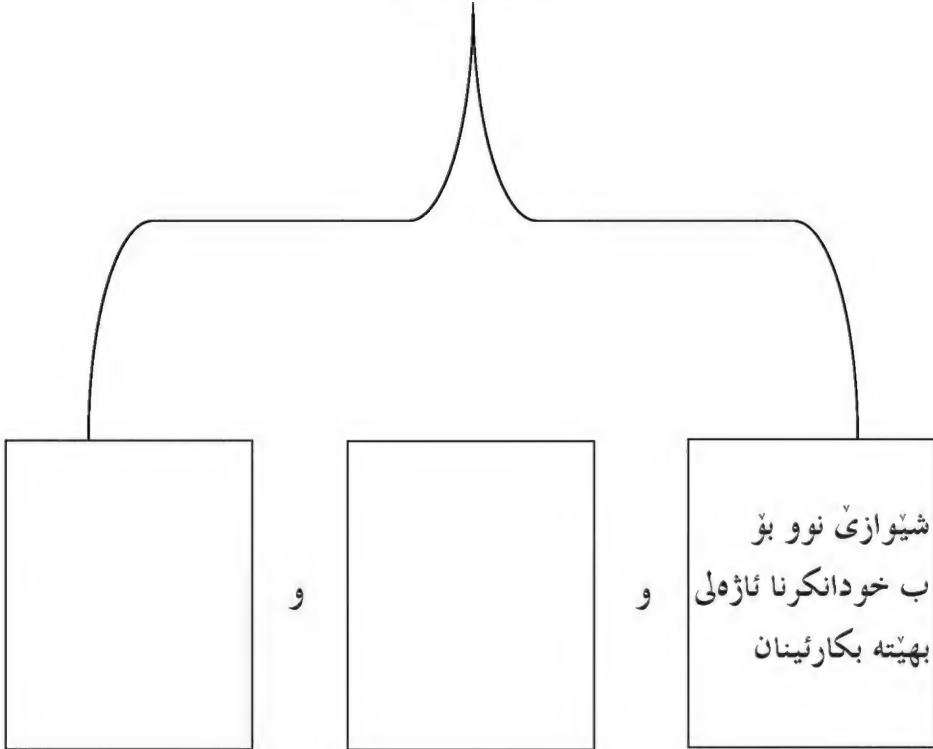 شێوازێ نوو بۆ
ب خودانکرنا ئاژەلی
بهێتە بکارئینان
و
و